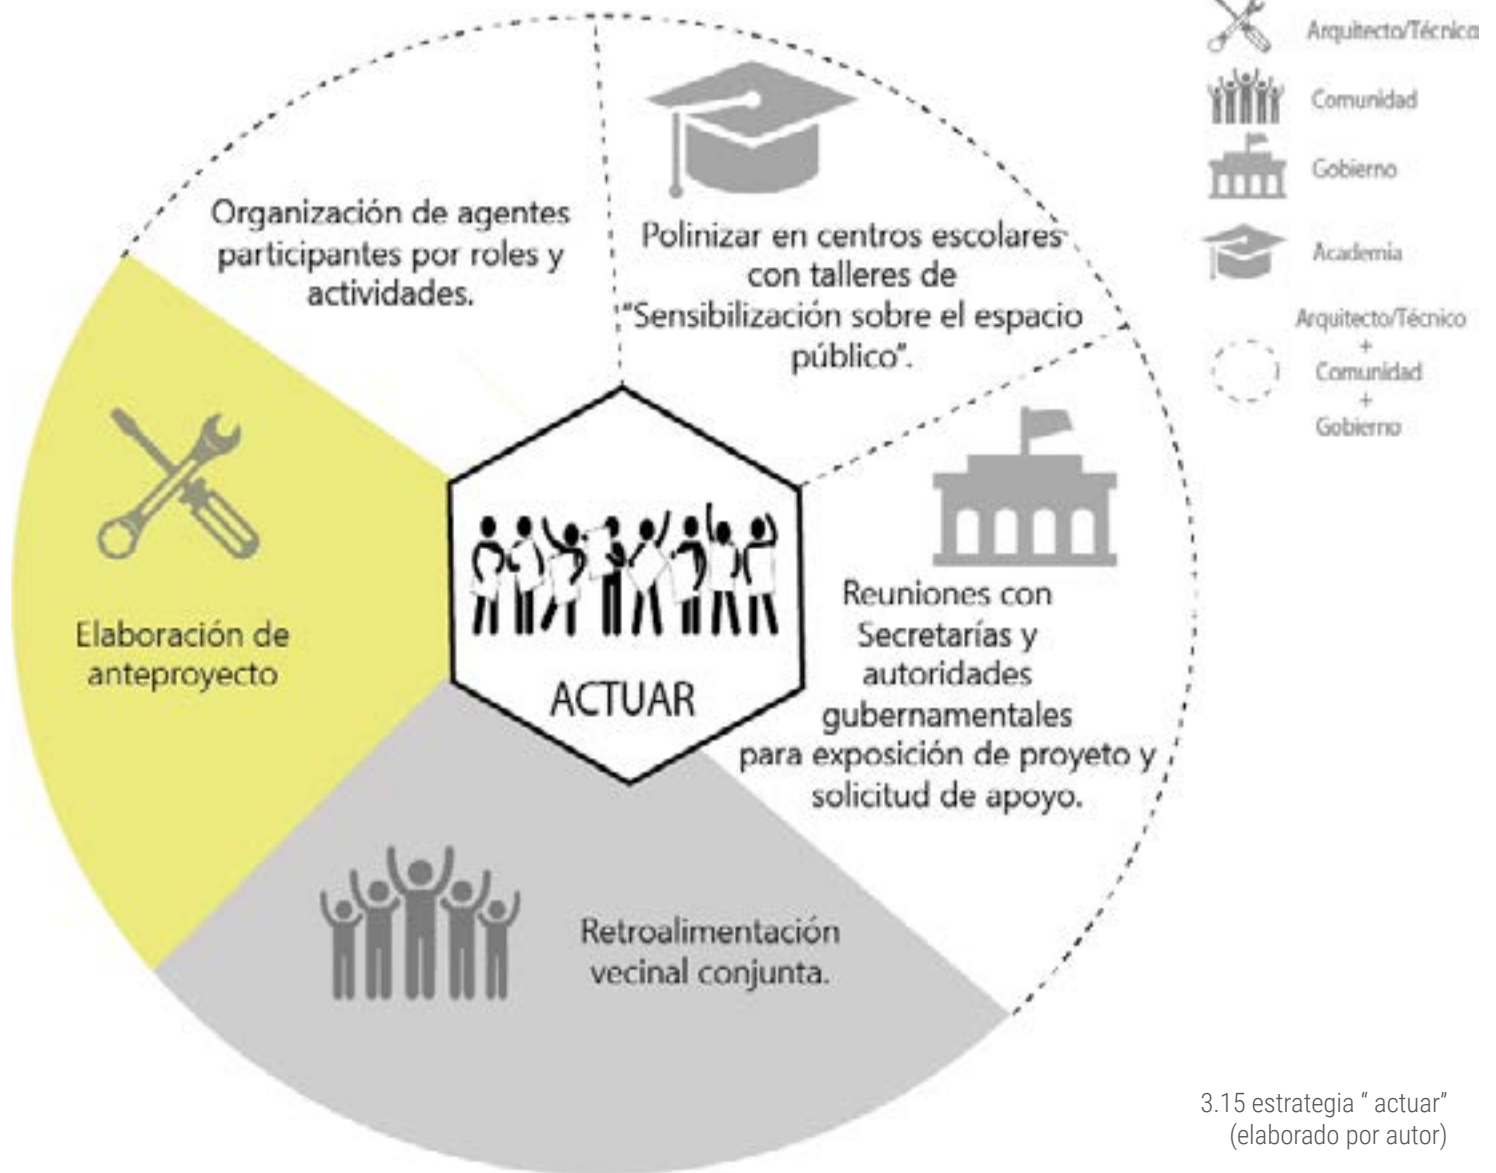 Organización de agentes
participantes por roles y
actividades.
Polinizar en centros escolares
con talleres de
"Sensibilización sobre el espacio
público".
Reuniones con
Secretarías y
autoridades
gubernamentales
para exposición de proyeto y
solicitud de apoyo.
Retroalimentación
vecinal conjunta.
Elaboración de
anteproyecto
ACTUAR
Arquitecto/Técnico
Comunidad
Gobierno
Academia
Arquitecto/Técnico
+
Comunidad
+
Gobierno
3.15 estrategia “ actuar”
(elaborado por autor)